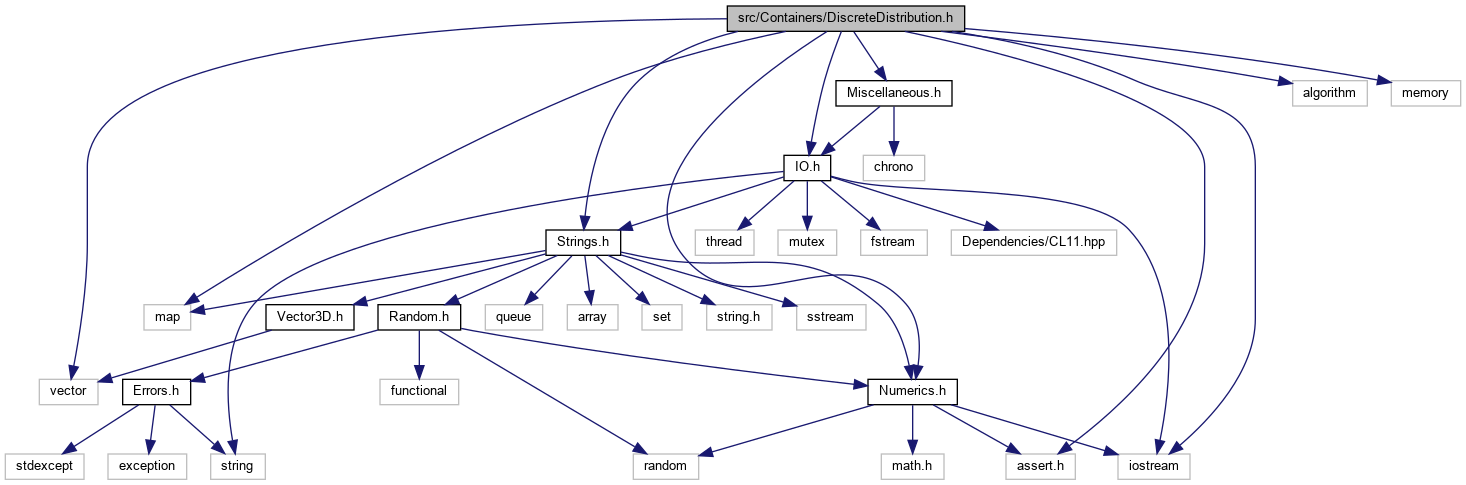 src/Containers/DiscreteDistribution.h
Miscellaneous.h
algorithm
memory
IO.h
chrono
Strings.h
thread
mutex
fstream
Dependencies/CL11.hpp
map
Vector3D.h
Random.h
queue
array
set
string.h
sstream
vector
Errors.h
functional
Numerics.h
stdexcept
exception
string
random
math.h
assert.h
iostream